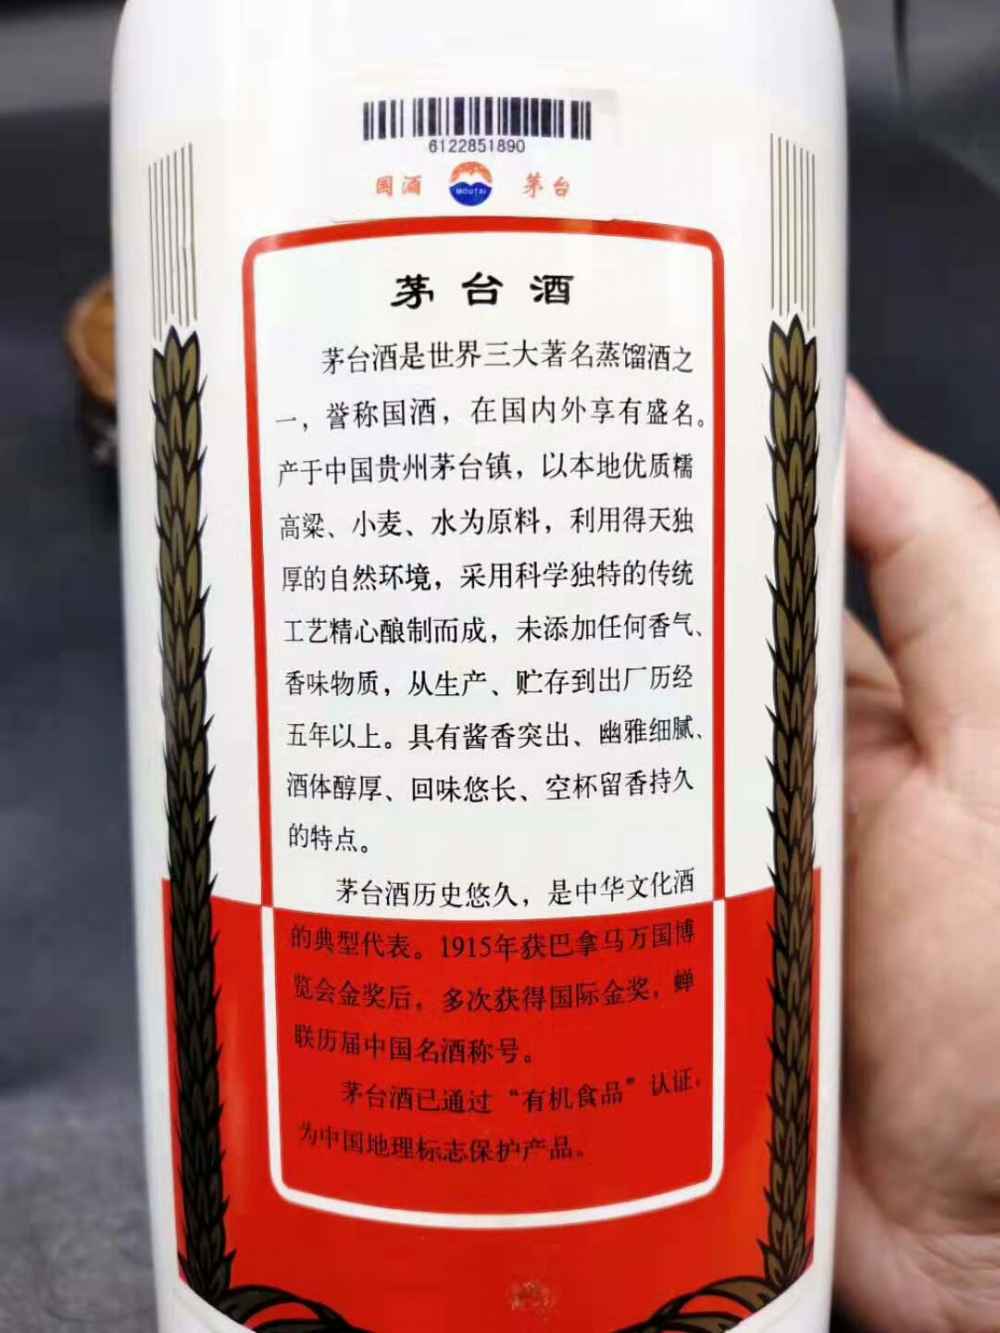 6122851890
国酒 MOUTAI 茅台
茅台酒
茅台酒是世界三大著名蒸馏酒之
一，誉称国酒，在国内外享有盛名。
产于中国贵州茅台镇，以本地优质糯
高粱、小麦、水为原料，利用得天独
厚的自然环境，采用科学独特的传统
工艺精心酿制而成，未添加任何香气、
香味物质，从生产、贮存到出厂历经
五年以上。具有酱香突出、幽雅细腻、
酒体醇厚、回味悠长、空杯留香持久
的特点。
茅台酒历史悠久，是中华文化酒
的典型代表。1915年获巴拿马万国博
览会金奖后，多次获得国际金奖，蝉
联历届中国名酒称号。
茅台酒已通过“有机食品”认证，
为中国地理标志保护产品。